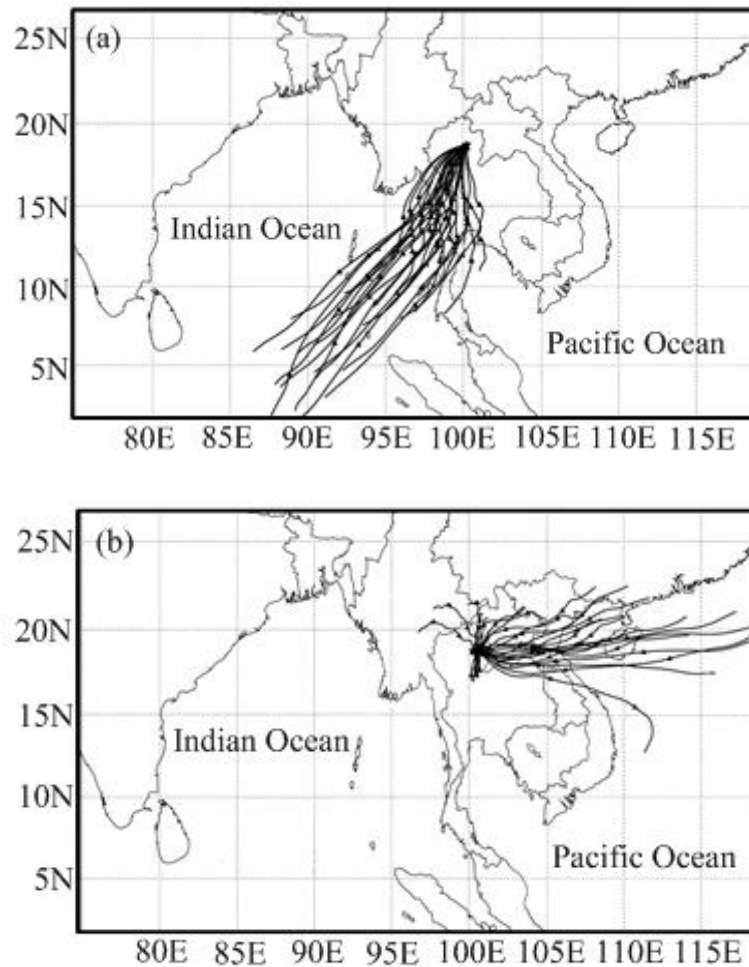 (a)
25N
20N
15N
Indian Ocean
10N
Pacific Ocean
5N
80E 85E 90E 95E 100E 105E 110E 115E
(b)
25N
20N
15N
Indian Ocean
10N
Pacific Ocean
5N
80E 85E 90E 95E 100E 105E 110E 115E